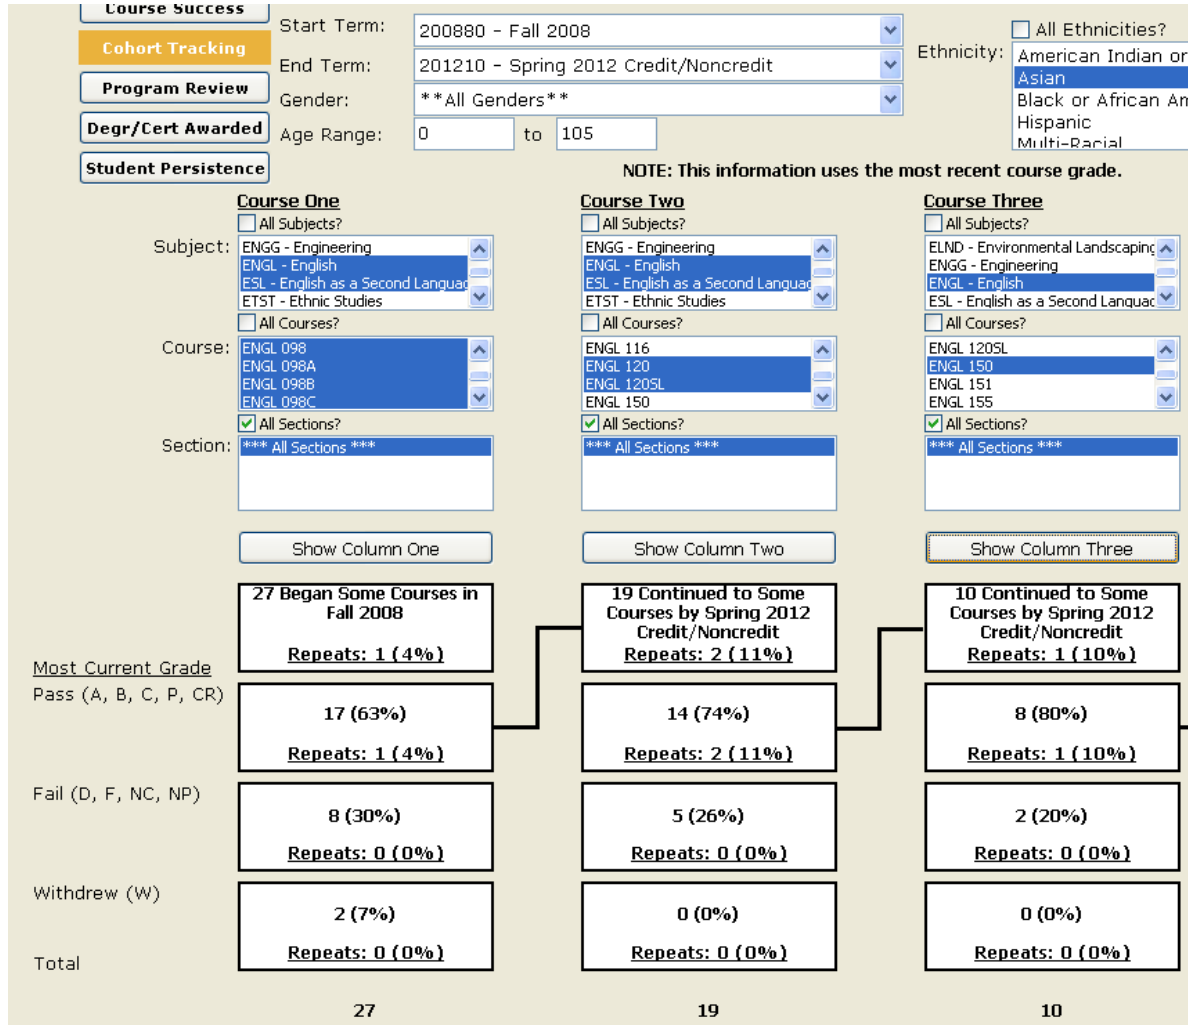 Course Success
Cohort Tracking
Program Review
Degr/Cert Awarded
Student Persistence
Start Term: 200880 - Fall 2008
End Term: 201210 - Spring 2012 Credit/Noncredit
Gender: **All Genders**
Age Range: 0 to 105
All Ethnicities?
Ethnicity: American Indian or
Asian
Black or African Am
Hispanic
Multi-Racial
NOTE: This information uses the most recent course grade.
Course One Course Two Course Three
All Subjects? All Subjects? All Subjects?
Subject: ENGG - Engineering ENGG - Engineering ELND - Environmental Landscaping
ENGL - English ENGL - English ENGG - Engineering
ESL - English as a Second Languag ESL - English as a Second Languag ENGL - English
ETST - Ethnic Studies ETST - Ethnic Studies ESL - English as a Second Languag
All Courses? All Courses? All Courses?
Course: ENGL 098 ENGL 116 ENGL 120SL
ENGL 098A ENGL 120 ENGL 150
ENGL 098B ENGL 120SL ENGL 151
ENGL 098C ENGL 150 ENGL 155
All Sections? All Sections? All Sections?
Section: *** All Sections *** *** All Sections *** *** All Sections ***
Show Column One Show Column Two Show Column Three
27 Began Some Courses in 19 Continued to Some 10 Continued to Some
Fall 2008 Courses by Spring 2012 Courses by Spring 2012
Credit/Noncredit Credit/Noncredit
Repeats: 1 (4%) Repeats: 2 (11%) Repeats: 1 (10%)
Most Current Grade
Pass (A, B, C, P, CR)
17 (63%) 14 (74%) 8 (80%)
Repeats: 1 (4%) Repeats: 2 (11%) Repeats: 1 (10%)
Fail (D, F, NC, NP)
8 (30%) 5 (26%) 2 (20%)
Repeats: 0 (0%) Repeats: 0 (0%) Repeats: 0 (0%)
Withdrew (W)
2 (7%) 0 (0%) 0 (0%)
Repeats: 0 (0%) Repeats: 0 (0%) Repeats: 0 (0%)
Total
27 19 10